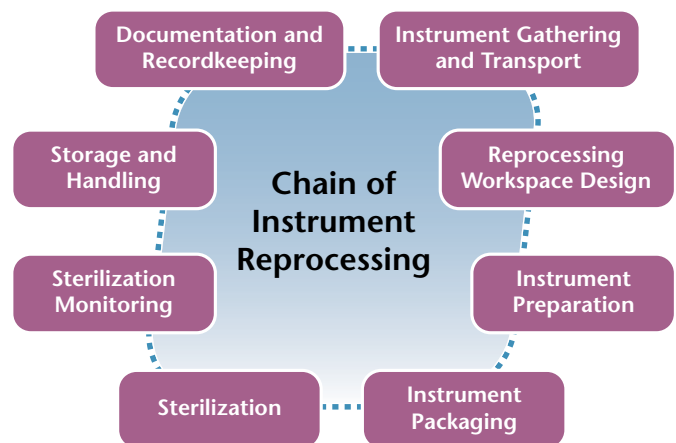 Documentation and
Recordkeeping
Instrument Gathering
and Transport
Storage and
Handling
Chain of
Instrument
Reprocessing
Reprocessing
Workspace Design
Sterilization
Monitoring
Instrument
Preparation
Sterilization
Instrument
Packaging